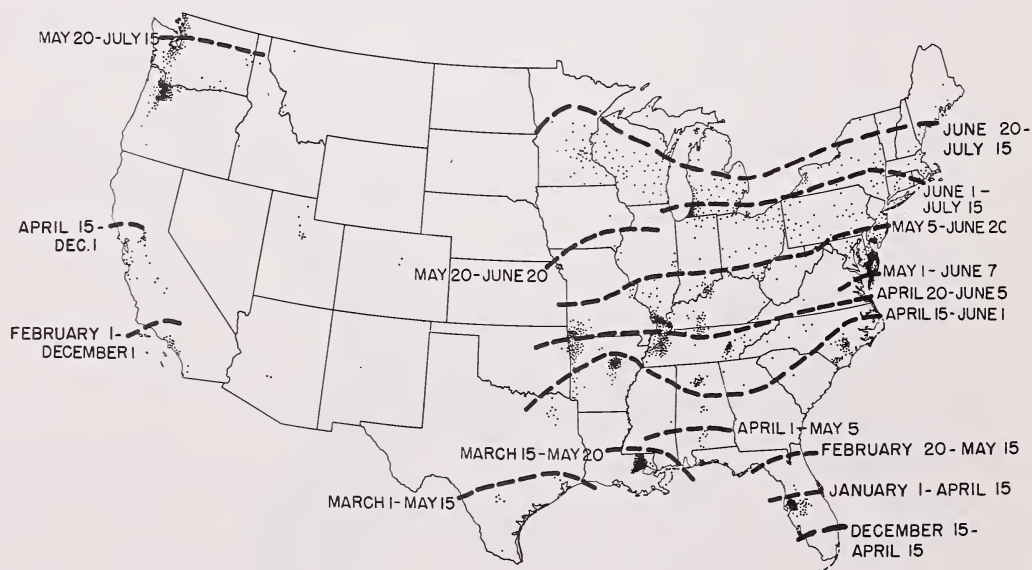 MAY 20-JULY 15
JUNE 20-
JULY 15
JUNE 1-
JULY 15
APRIL 15-
DEC. 1
MAY 5-JUNE 20
MAY 20-JUNE 20
MAY 1-JUNE 7
APRIL 20-JUNE 5
APRIL 15-JUNE 1
FEBRUARY 1-
DECEMBER 1
APRIL 1-MAY 5
MARCH 15-MAY 20
FEBRUARY 20-MAY 15
MARCH 1-MAY 15
JANUARY 1-APRIL 15
DECEMBER 15-
APRIL 15